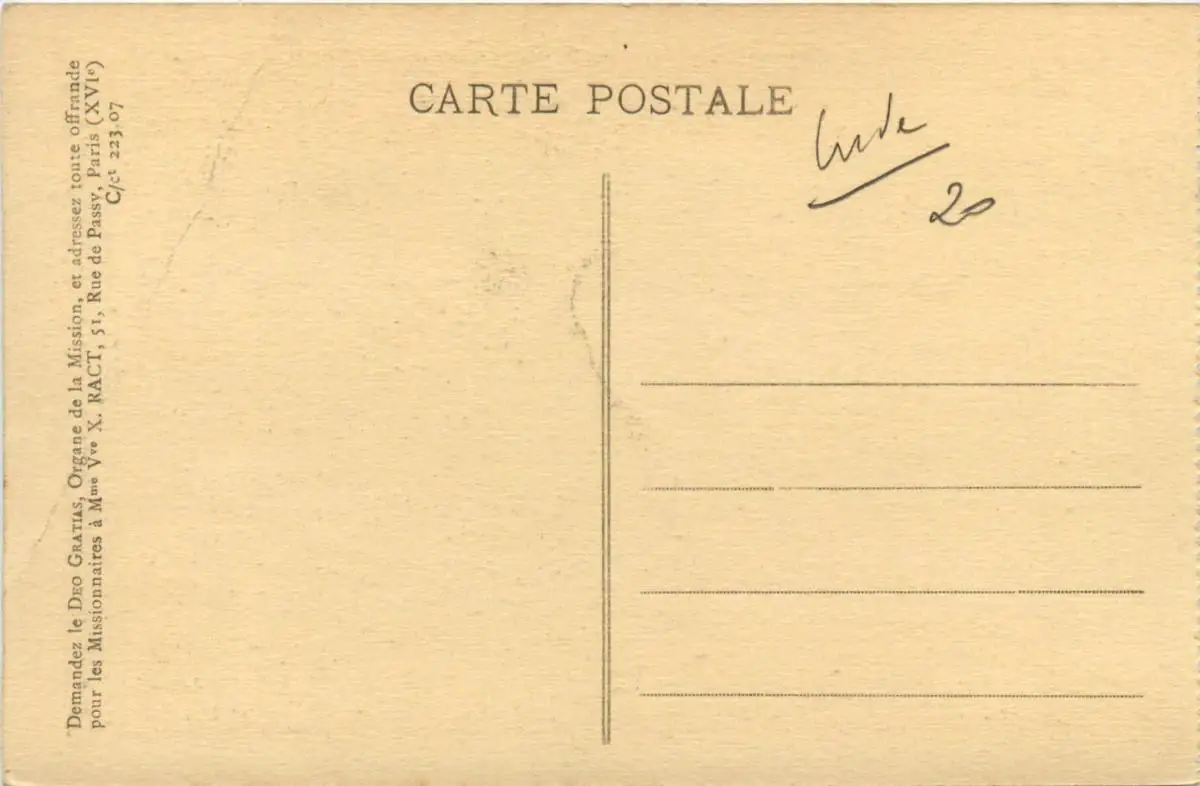 CARTE POSTALE
Inde
20
Demandez le DEO GRATIAS, Organe de la Mission, et adressez toute offrande
pour les Missionnaires à Mme Vve X. RACT, 51, Rue de Passy, Paris (XVIe)
C/ct 223.07